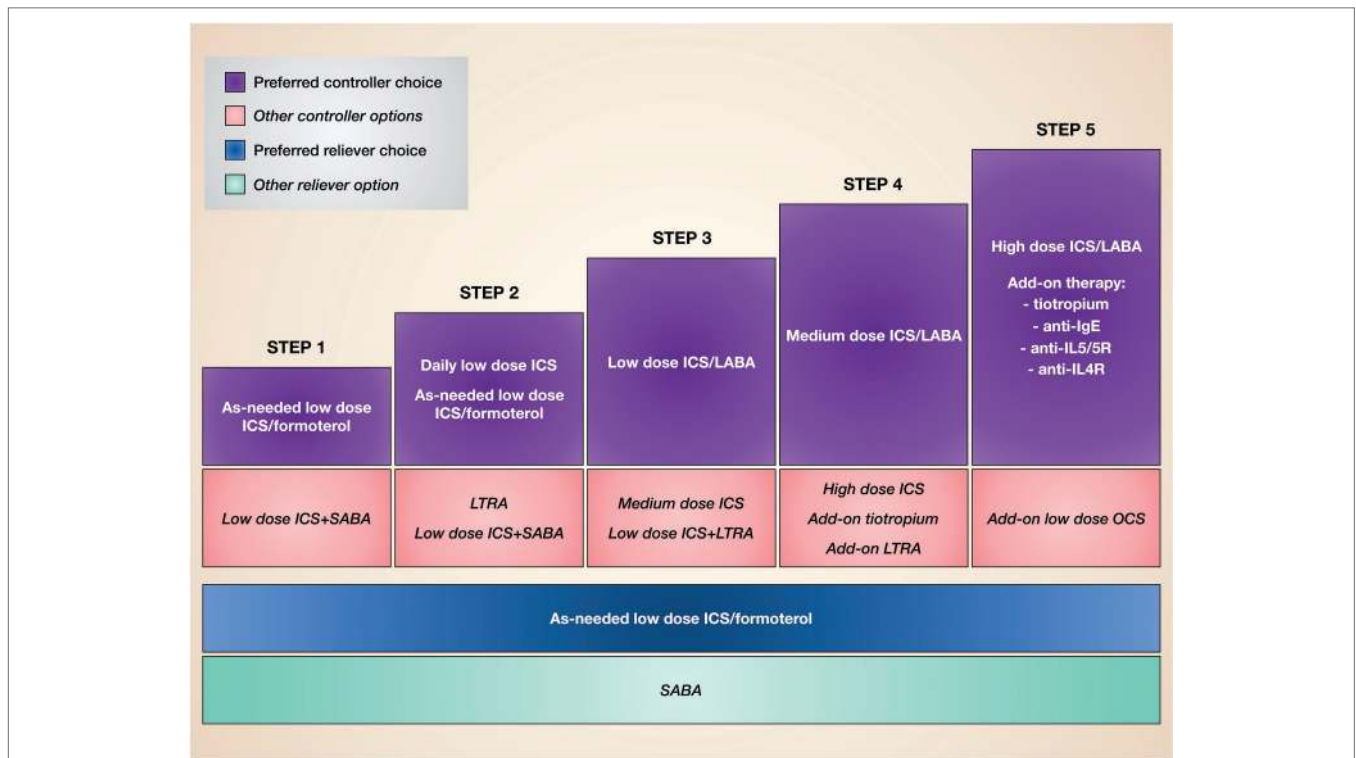 Preferred controller choice
Other controller options
Preferred reliever choice
Other reliever option
STEP 1
As-needed low dose
ICS/formoterol
Low dose ICS+SABA
STEP 2
Daily low dose ICS
As-needed low dose
ICS/formoterol
LTRA
Low dose ICS+SABA
STEP 3
Low dose ICS/LABA
Medium dose ICS
Low dose ICS+LTRA
STEP 4
Medium dose ICS/LABA
High dose ICS
Add-on tiotropium
Add-on LTRA
STEP 5
High dose ICS/LABA
Add-on therapy:
- tiotropium
- anti-IgE
- anti-IL5/5R
- anti-IL4R
Add-on low dose OCS
As-needed low dose ICS/formoterol
SABA